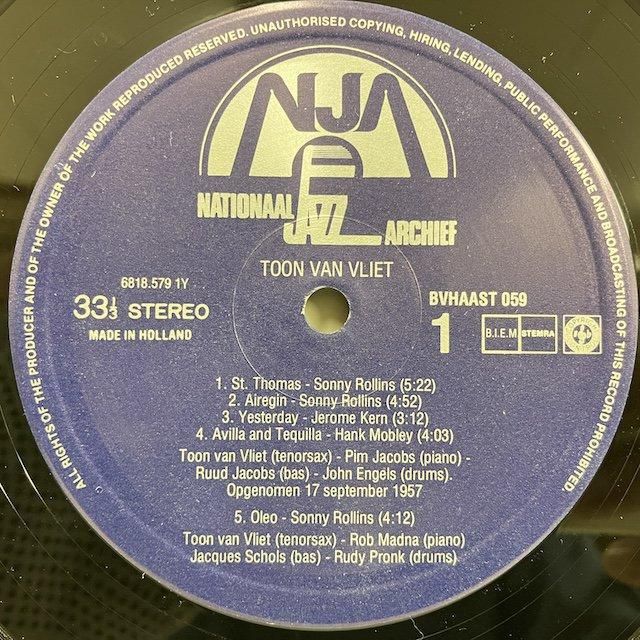 ALL RIGHTS OF THE PRODUCER AND OF THE OWNER OF THE WORK REPRODUCED RESERVED. UNAUTHORISED COPYING, HIRING, LENDING, PUBLIC PERFORMANCE AND BROADCASTING OF THIS RECORD PROHIBITED.
NJA
NATIONAAL JAZZ ARCHIEF
TOON VAN VLIET
6818.579 1Y
33⅓ STEREO
MADE IN HOLLAND
BVHAAST 059
1
B.I.E.M STEMRA
1. St. Thomas - Sonny Rollins (5:22)
2. Airegin - Sonny Rollins (4:52)
3. Yesterday - Jerome Kern (3:12)
4. Avilla and Tequilla - Hank Mobley (4:03)
Toon van Vliet (tenorsax) - Pim Jacobs (piano) -
Ruud Jacobs (bas) - John Engels (drums).
Opgenomen 17 september 1957
5. Oleo - Sonny Rollins (4:12)
Toon van Vliet (tenorsax) - Rob Madna (piano)
Jacques Schols (bas) - Rudy Pronk (drums)